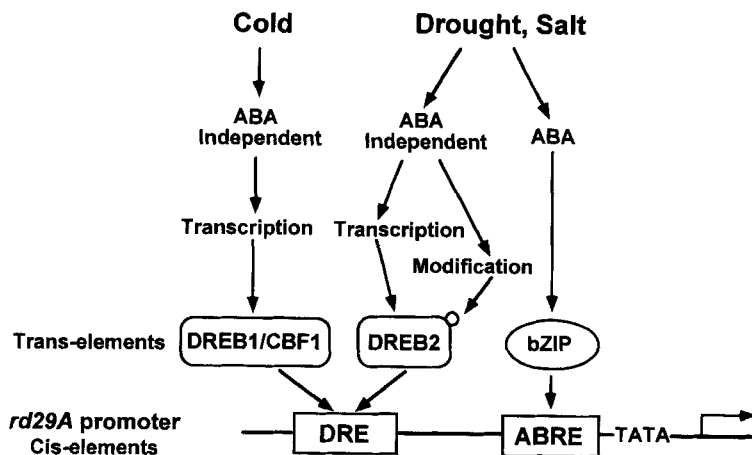 Cold
Drought, Salt
ABA
Independent
ABA
Independent
ABA
Transcription
Transcription
Modification
Trans-elements
DREB1/CBF1
DREB2
bZIP
rd29A promoter
Cis-elements
DRE
ABRE
TATA